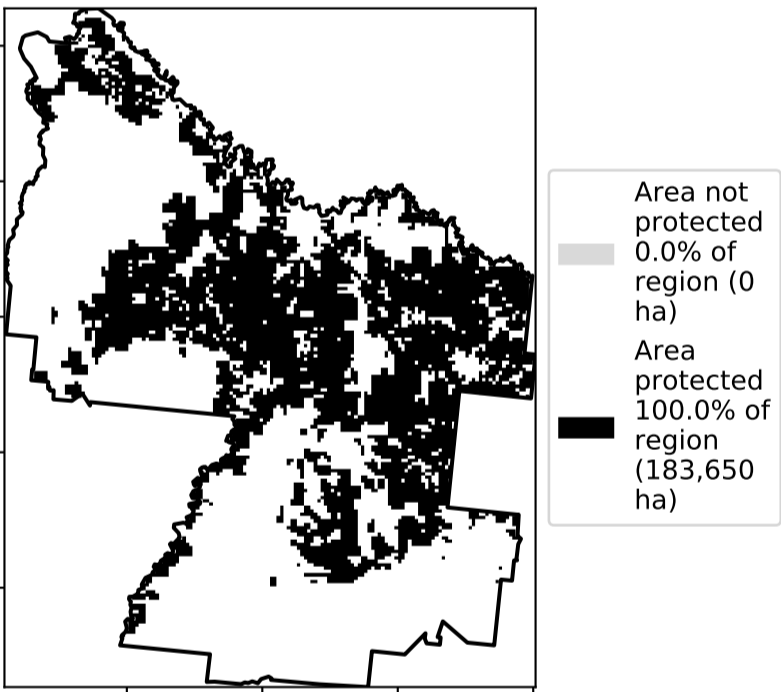 Area not
protected
0.0% of
region (0
ha)
Area
protected
100.0% of
region
(183,650
ha)